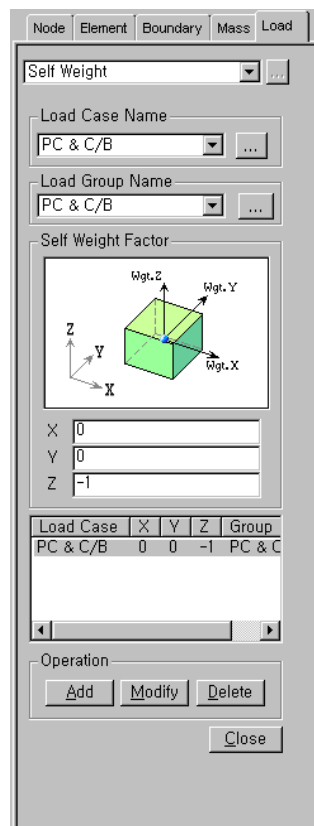 Node Element Boundary Mass Load
Self Weight ...
Load Case Name
PC & C/B ...
Load Group Name
PC & C/B ...
Self Weight Factor
Wgt.Z
Wgt.Y
Z
Y
Wgt.X
X
X 0
Y 0
Z -1
Load Case X Y Z Group
PC & C/B 0 0 -1 PC & C
Operation
Add Modify Delete
Close